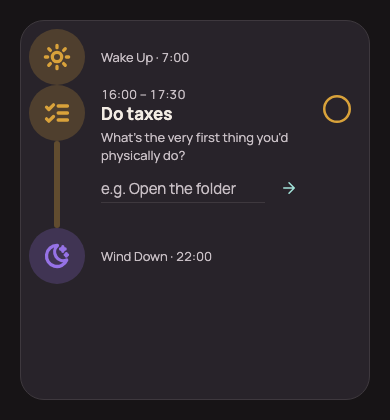 Wake Up · 7:00
16:00 – 17:30
Do taxes
What's the very first thing you'd
physically do?
e.g. Open the folder
Wind Down · 22:00